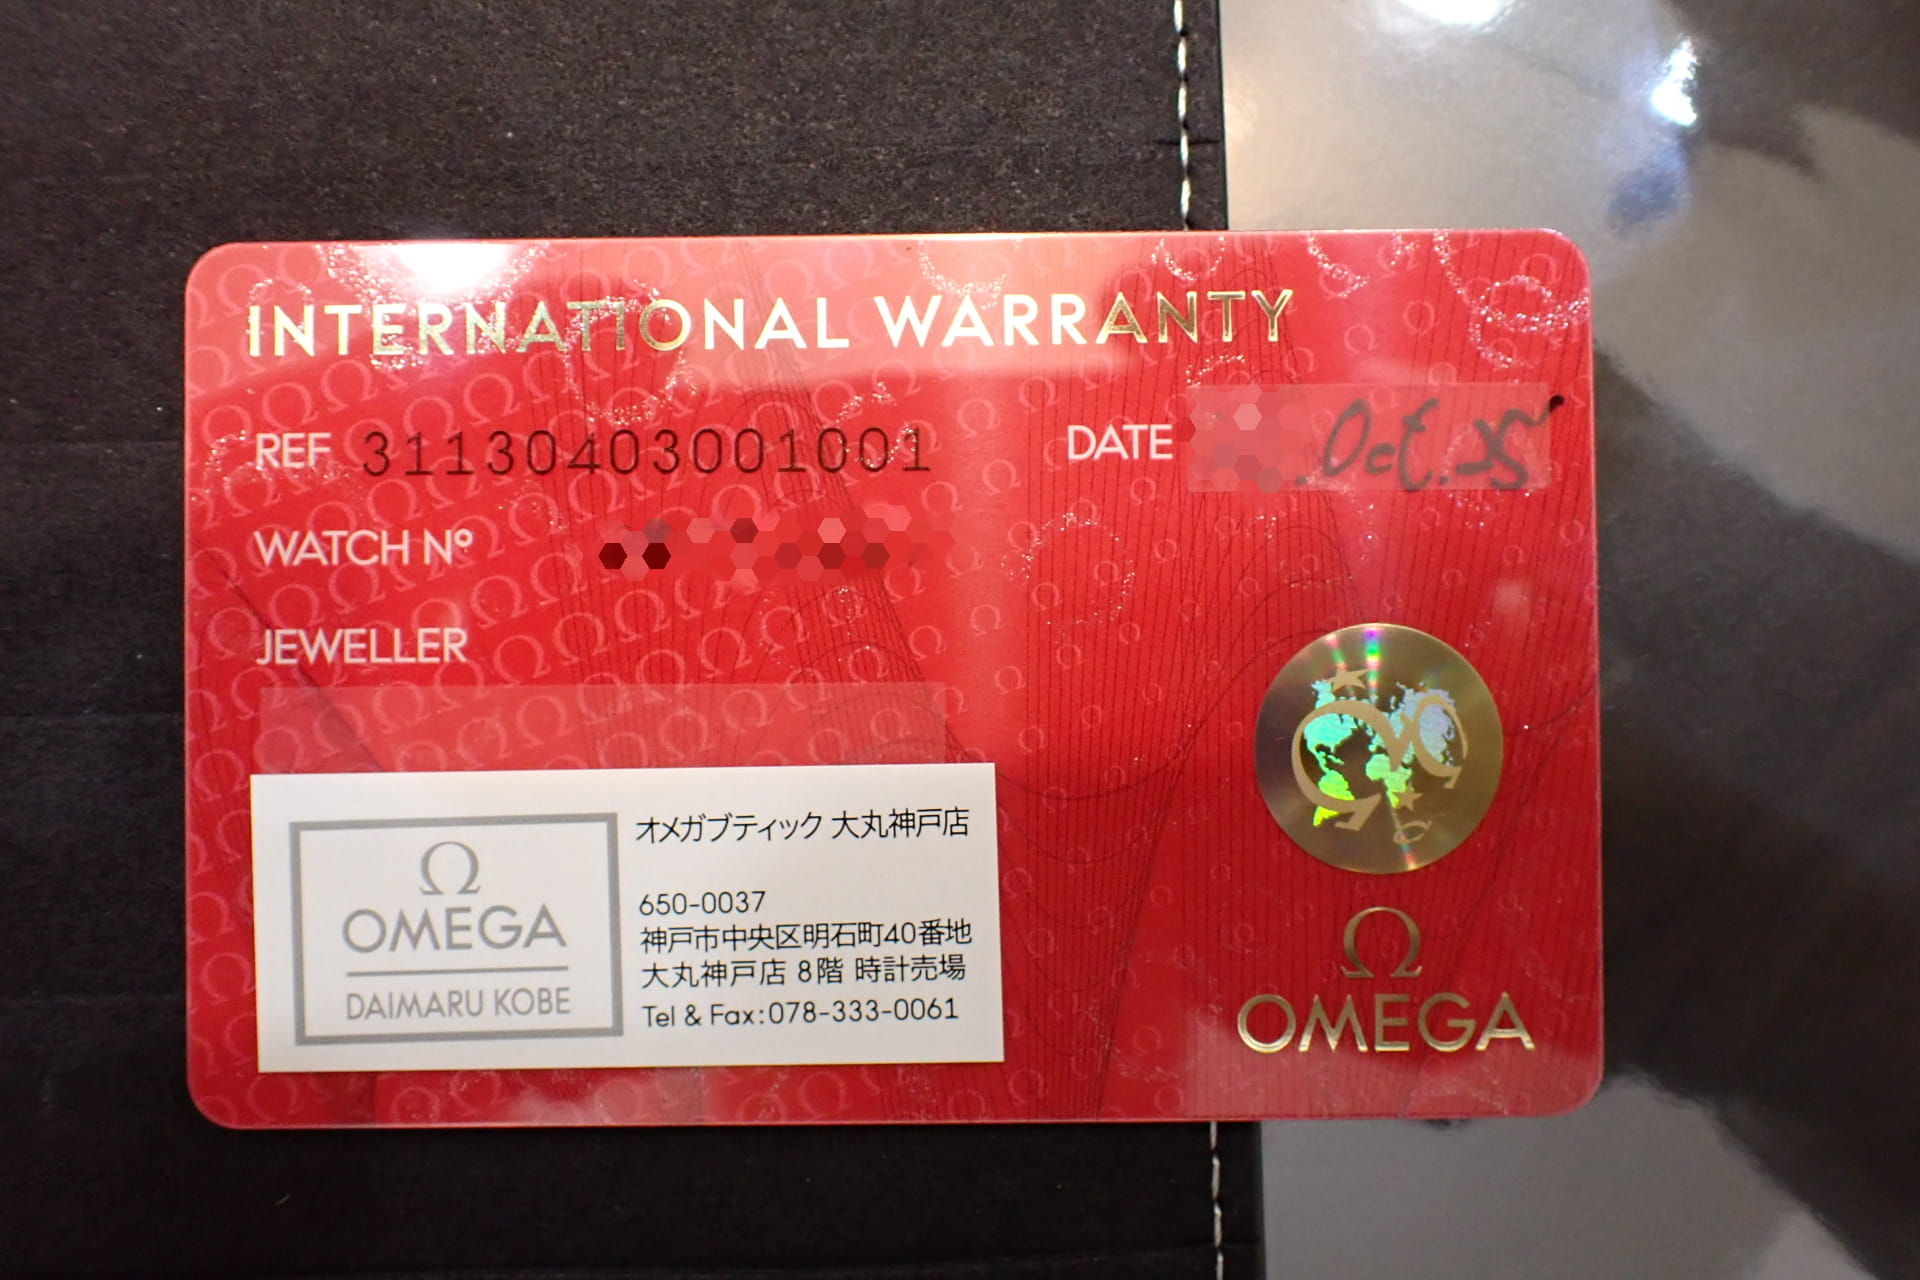 INTERNATIONAL WARRANTY
REF 31130403001001
DATE .Oct.25
WATCH Nº
JEWELLER
Ω
OMEGA
DAIMARU KOBE
オメガブティック 大丸神戸店
650-0037
神戸市中央区明石町40番地
大丸神戸店 8階 時計売場
Tel & Fax:078-333-0061
Ω
OMEGA